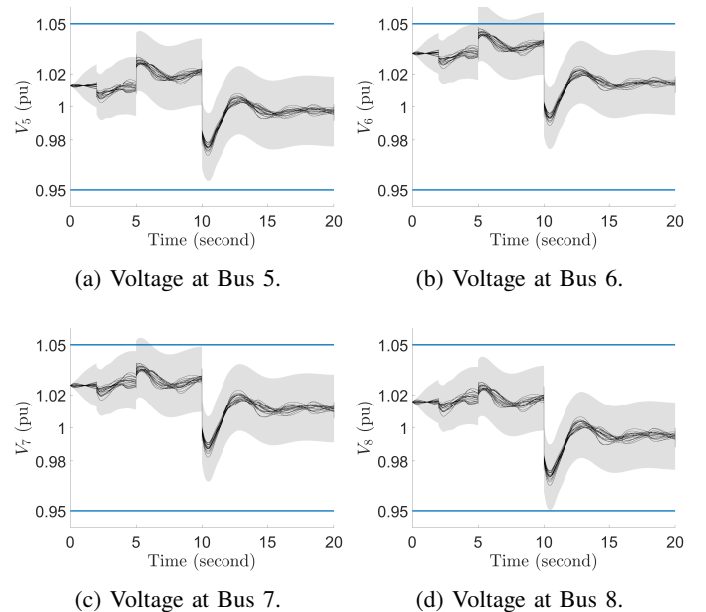 1.05
1.02
1
0.98
0.95
V5 (pu)
0 5 10 15 20
Time (second)
(a) Voltage at Bus 5.
1.05
1.02
1
0.98
0.95
V6 (pu)
0 5 10 15 20
Time (second)
(b) Voltage at Bus 6.
1.05
1.02
1
0.98
0.95
V7 (pu)
0 5 10 15 20
Time (second)
(c) Voltage at Bus 7.
1.05
1.02
1
0.98
0.95
V8 (pu)
0 5 10 15 20
Time (second)
(d) Voltage at Bus 8.